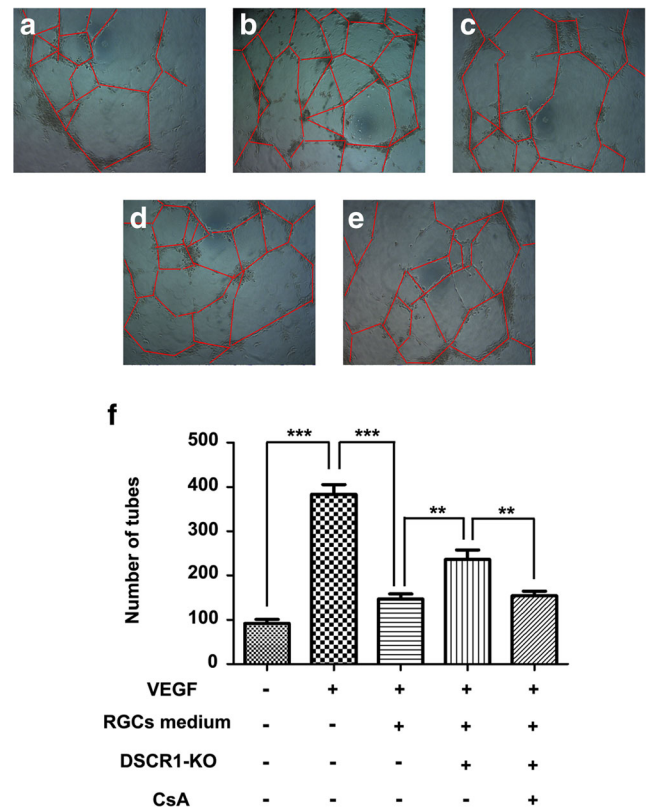 a
b
c
d
e
f
Number of tubes
500
400
300
200
100
0
***
***
**
**
VEGF - + + + +
RGCs medium - - + + +
DSCR1-KO - - - + +
CsA - - - - +